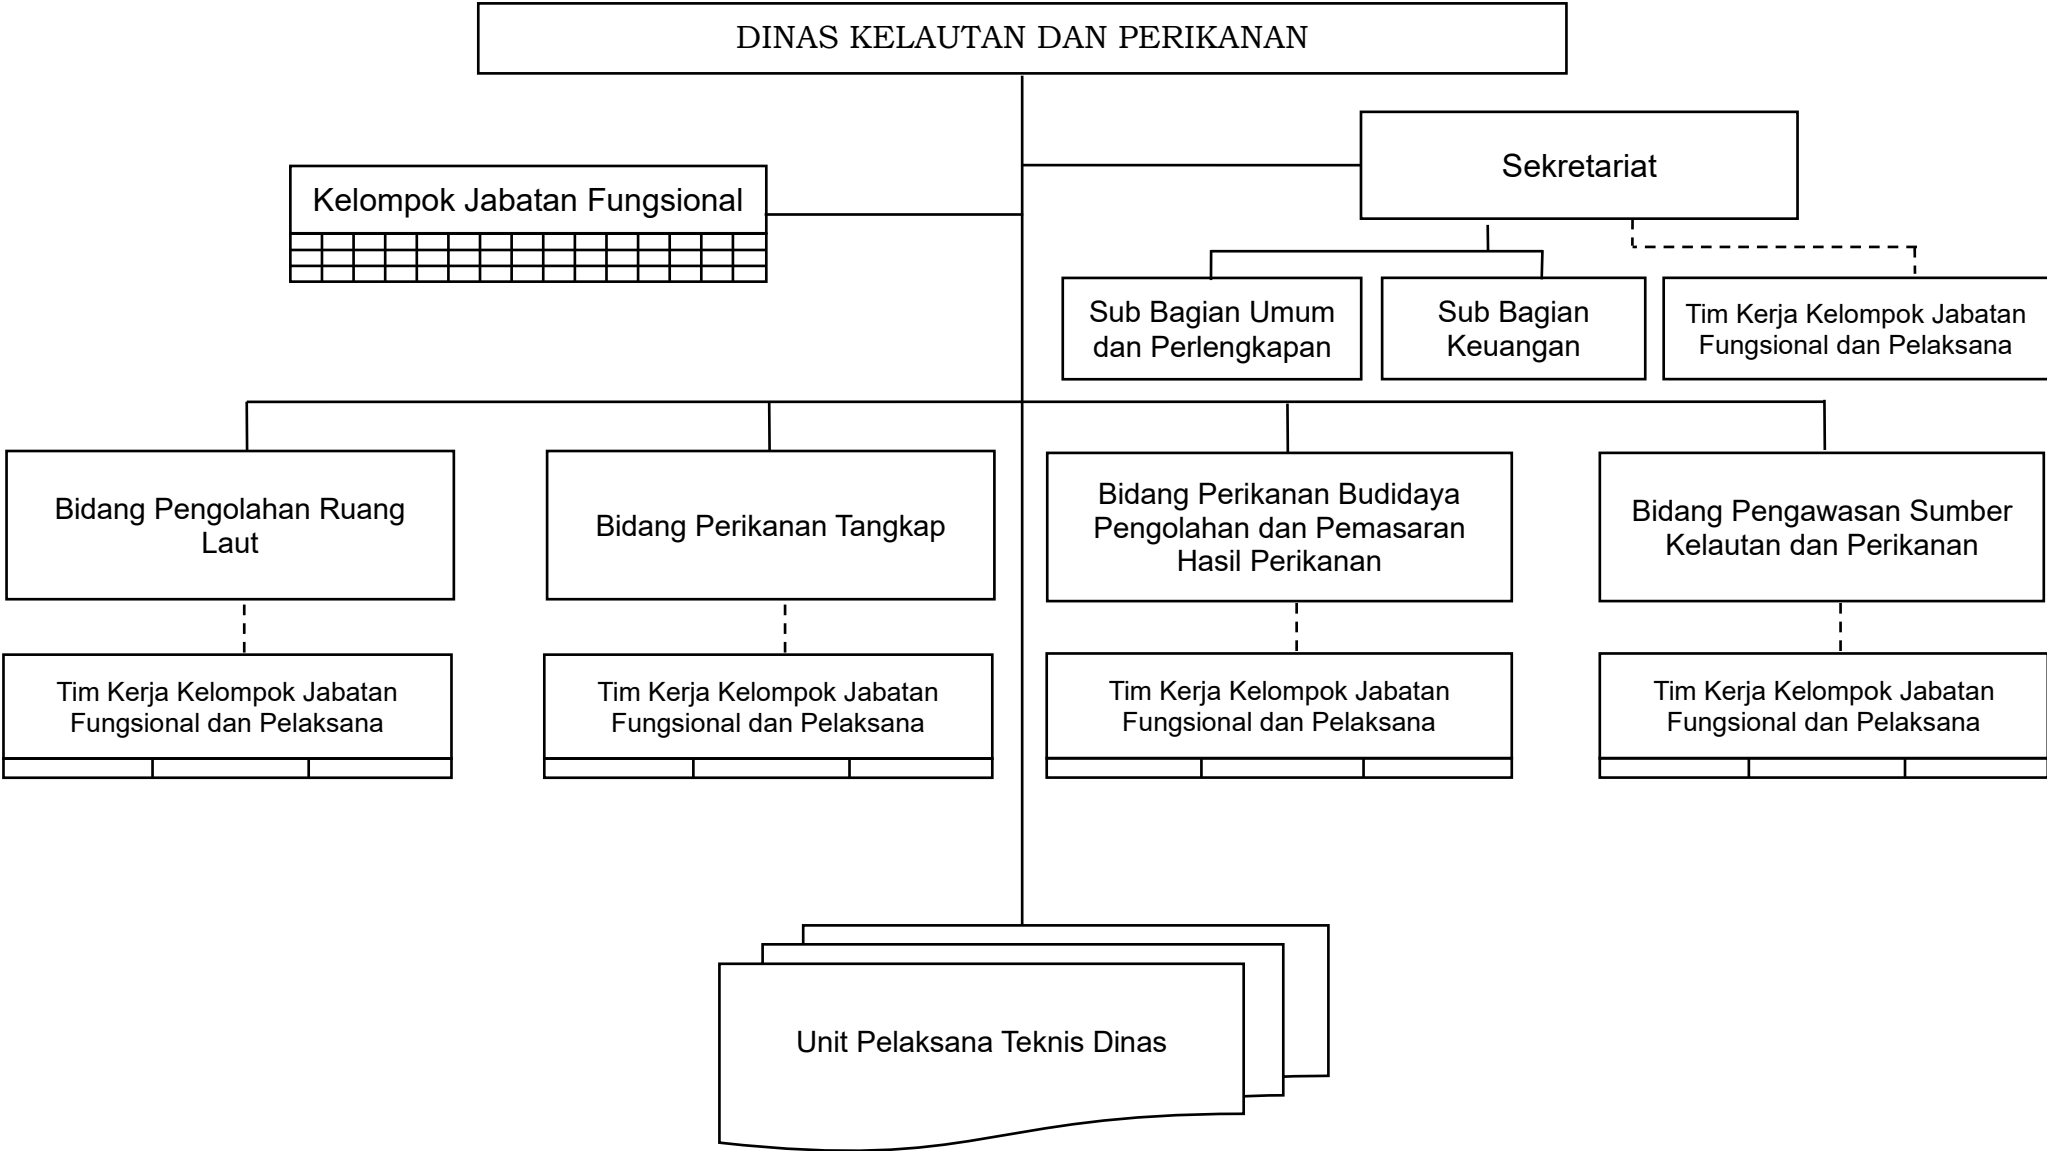 DINAS KELAUTAN DAN PERIKANAN
Sekretariat
Kelompok Jabatan Fungsional
Sub Bagian Umum
dan Perlengkapan
Sub Bagian
Keuangan
Tim Kerja Kelompok Jabatan
Fungsional dan Pelaksana
Bidang Pengolahan Ruang
Laut
Bidang Perikanan Tangkap
Bidang Perikanan Budidaya
Pengolahan dan Pemasaran
Hasil Perikanan
Bidang Pengawasan Sumber
Kelautan dan Perikanan
Tim Kerja Kelompok Jabatan
Fungsional dan Pelaksana
Tim Kerja Kelompok Jabatan
Fungsional dan Pelaksana
Tim Kerja Kelompok Jabatan
Fungsional dan Pelaksana
Tim Kerja Kelompok Jabatan
Fungsional dan Pelaksana
Unit Pelaksana Teknis Dinas